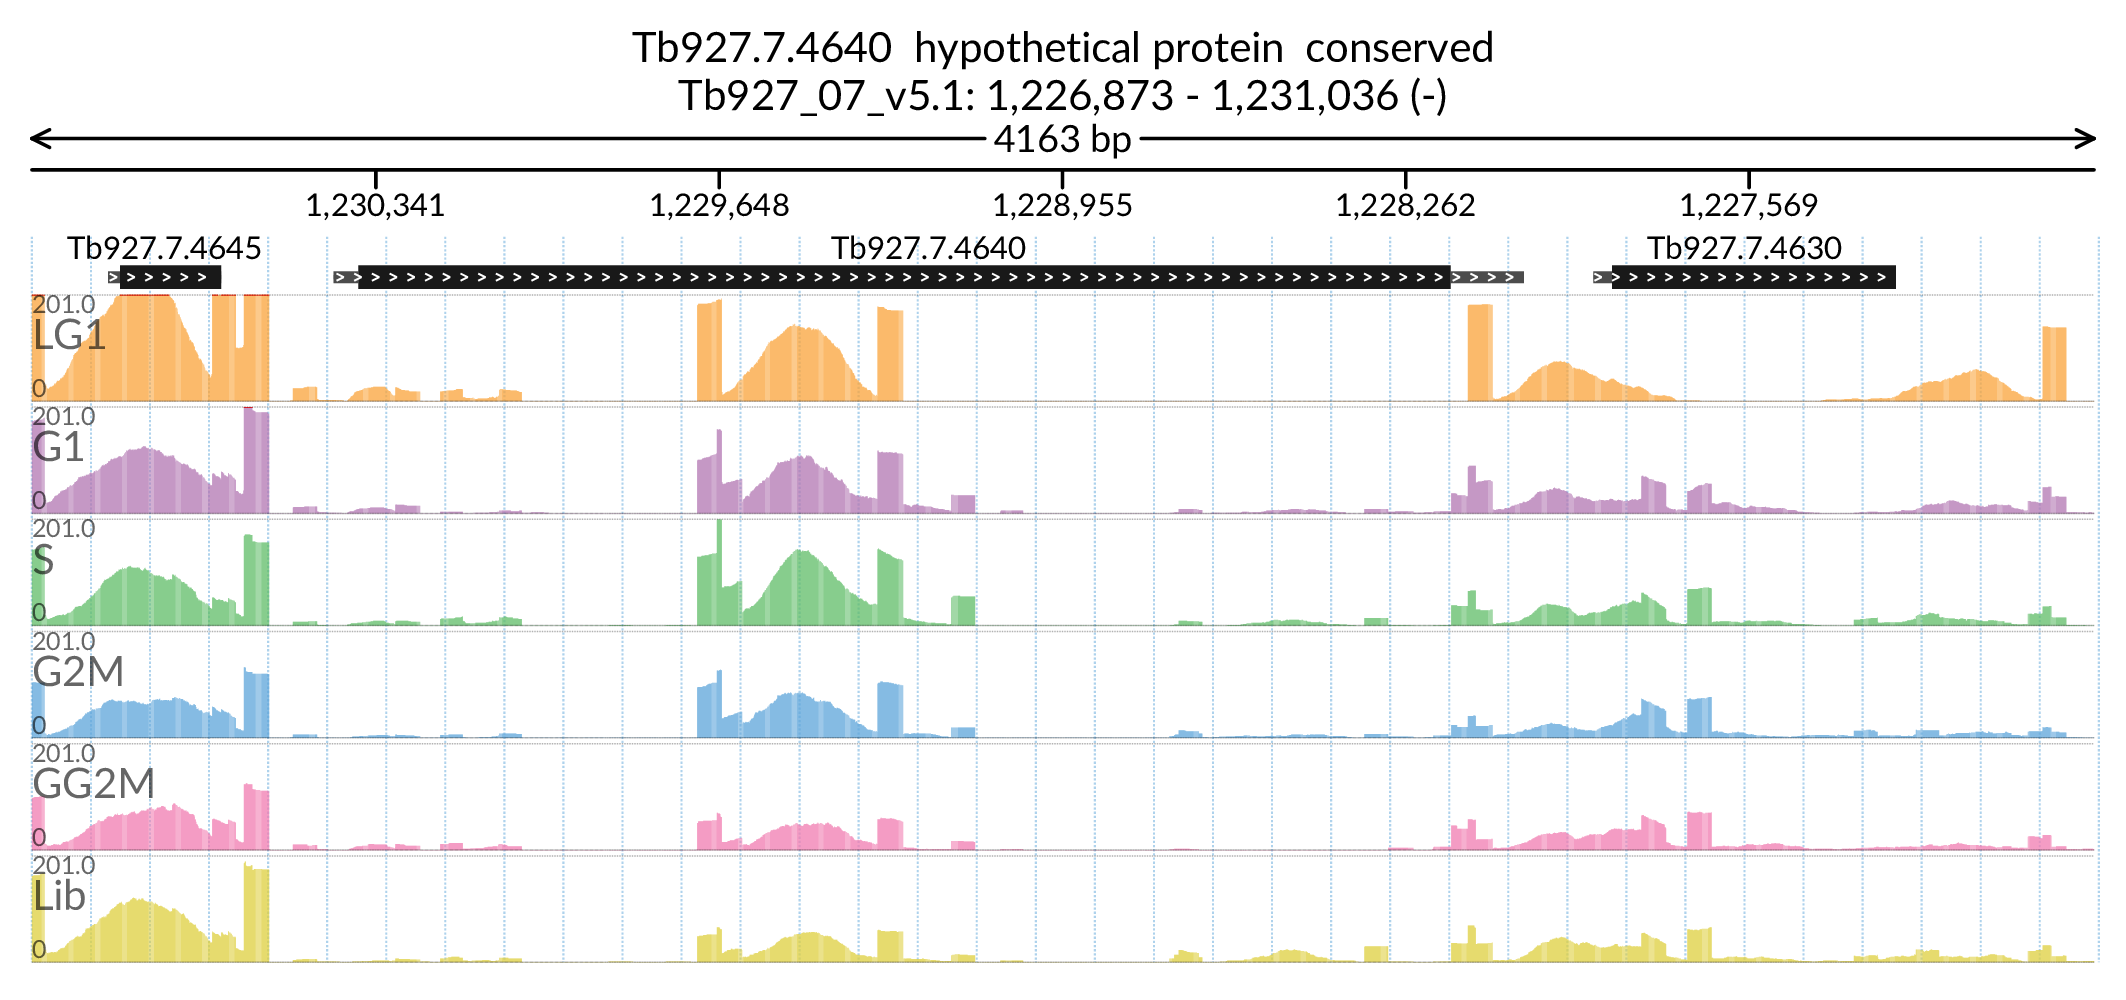 Tb927.7.4640 hypothetical protein conserved
Tb927_07_v5.1: 1,226,873 - 1,231,036 (-)
4163 bp
1,230,341 1,229,648 1,228,955 1,228,262 1,227,569
Tb927.7.4645 Tb927.7.4640 Tb927.7.4630
201.0
LG1
0
201.0
G1
0
201.0
S
0
201.0
G2M
0
201.0
GG2M
0
201.0
Lib
0